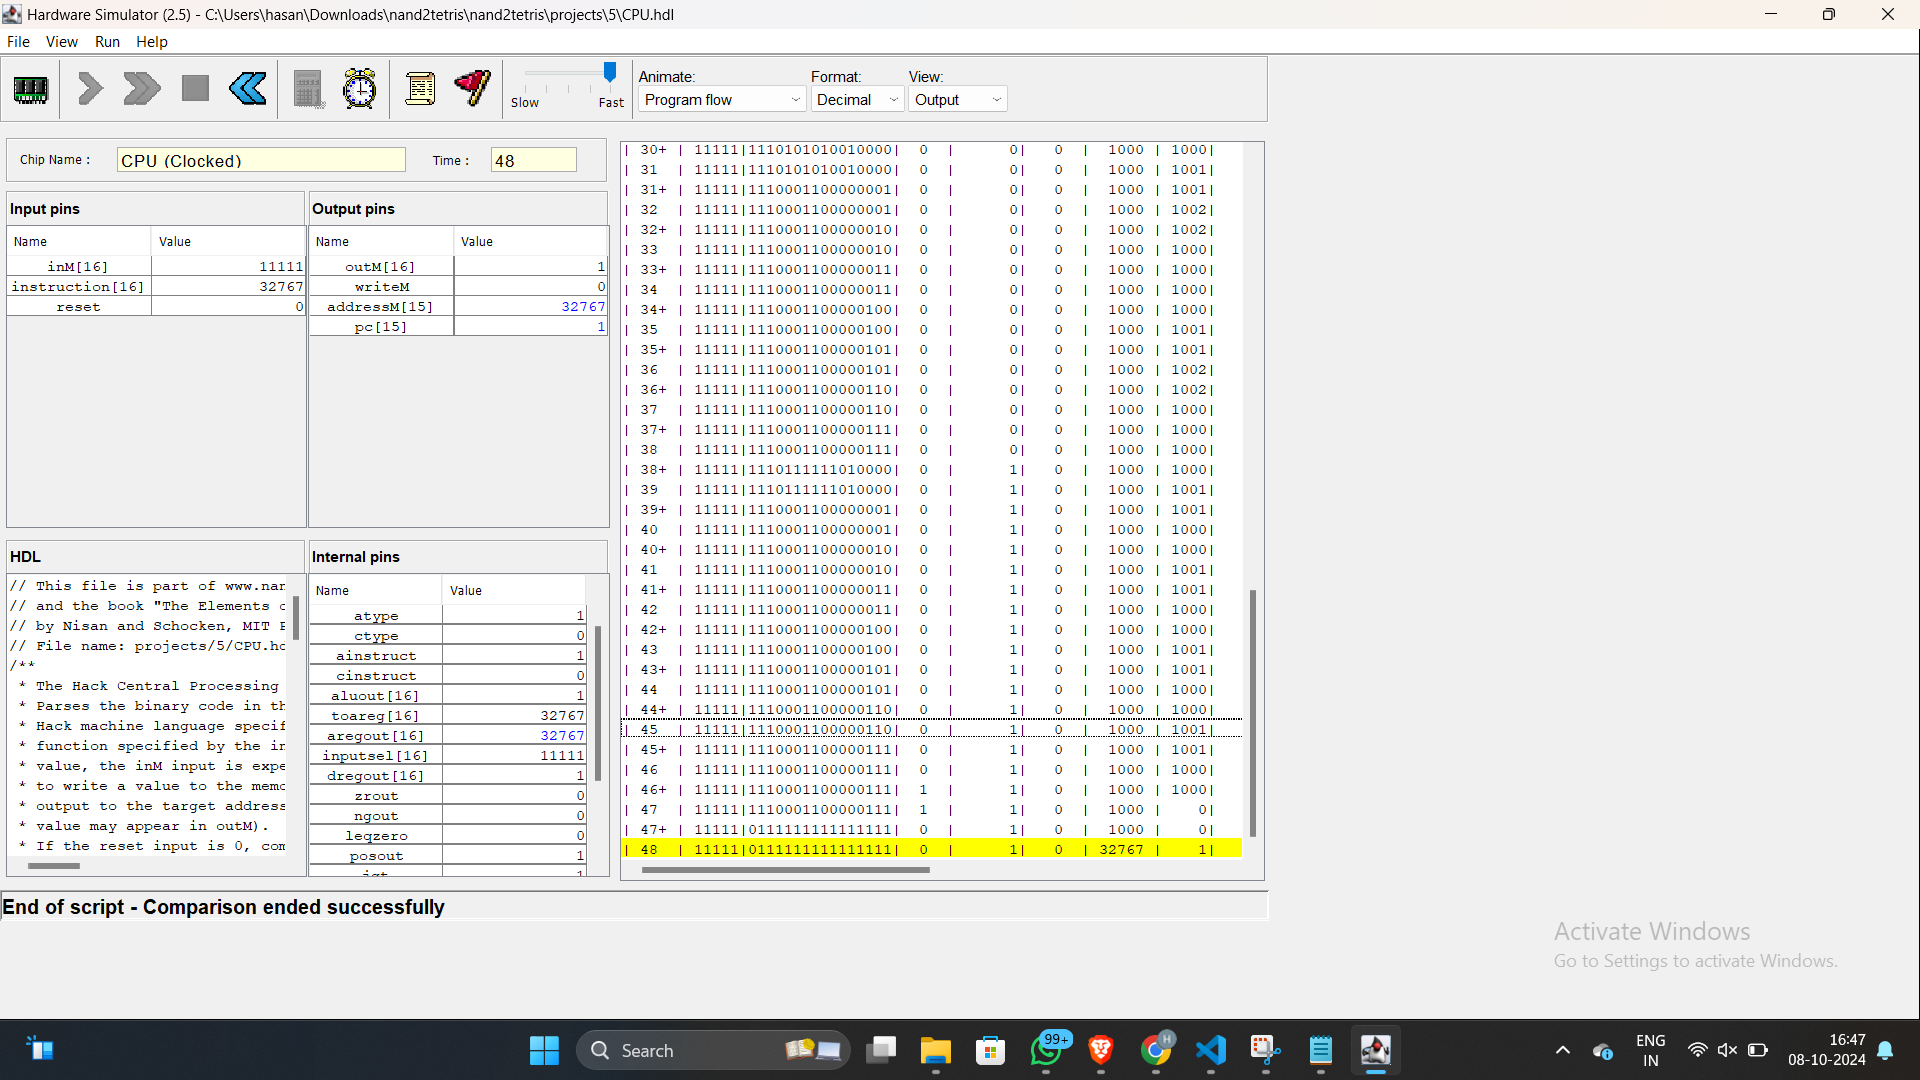 Hardware Simulator (2.5) - C:\Users\hasan\Downloads\nand2tetris\nand2tetris\projects\5\CPU.hdl
File View Run Help
Slow Fast
Animate: Format: View:
Program flow Decimal Output
Chip Name : CPU (Clocked) Time : 48
Input pins
Name Value
inM[16] 11111
instruction[16] 32767
reset 0
Output pins
Name Value
outM[16] 1
writeM 0
addressM[15] 32767
pc[15] 1
HDL
// This file is part of www.nan
// and the book "The Elements o
// by Nisan and Schocken, MIT P
// File name: projects/5/CPU.hd
/**
* The Hack Central Processing
* Parses the binary code in th
* Hack machine language specif
* function specified by the in
* value, the inM input is expe
* to write a value to the memo
* output to the target address
* value may appear in outM).
* If the reset input is 0, com
Internal pins
Name Value
atype 1
ctype 0
ainstruct 1
cinstruct 0
aluout[16] 1
toareg[16] 32767
aregout[16] 32767
inputsel[16] 11111
dregout[16] 1
zrout 0
ngout 0
leqzero 0
posout 1
| 30+ | 11111|1110101010010000| 0 | 0| 0 | 1000 | 1000|
| 31 | 11111|1110101010010000| 0 | 0| 0 | 1000 | 1001|
| 31+ | 11111|1110001100000001| 0 | 0| 0 | 1000 | 1001|
| 32 | 11111|1110001100000001| 0 | 0| 0 | 1000 | 1002|
| 32+ | 11111|1110001100000010| 0 | 0| 0 | 1000 | 1002|
| 33 | 11111|1110001100000010| 0 | 0| 0 | 1000 | 1000|
| 33+ | 11111|1110001100000011| 0 | 0| 0 | 1000 | 1000|
| 34 | 11111|1110001100000011| 0 | 0| 0 | 1000 | 1000|
| 34+ | 11111|1110001100000100| 0 | 0| 0 | 1000 | 1000|
| 35 | 11111|1110001100000100| 0 | 0| 0 | 1000 | 1001|
| 35+ | 11111|1110001100000101| 0 | 0| 0 | 1000 | 1001|
| 36 | 11111|1110001100000101| 0 | 0| 0 | 1000 | 1002|
| 36+ | 11111|1110001100000110| 0 | 0| 0 | 1000 | 1002|
| 37 | 11111|1110001100000110| 0 | 0| 0 | 1000 | 1000|
| 37+ | 11111|1110001100000111| 0 | 0| 0 | 1000 | 1000|
| 38 | 11111|1110001100000111| 0 | 0| 0 | 1000 | 1000|
| 38+ | 11111|1110111111010000| 0 | 1| 0 | 1000 | 1000|
| 39 | 11111|1110111111010000| 0 | 1| 0 | 1000 | 1001|
| 39+ | 11111|1110001100000001| 0 | 1| 0 | 1000 | 1001|
| 40 | 11111|1110001100000001| 0 | 1| 0 | 1000 | 1000|
| 40+ | 11111|1110001100000010| 0 | 1| 0 | 1000 | 1000|
| 41 | 11111|1110001100000010| 0 | 1| 0 | 1000 | 1001|
| 41+ | 11111|1110001100000011| 0 | 1| 0 | 1000 | 1001|
| 42 | 11111|1110001100000011| 0 | 1| 0 | 1000 | 1000|
| 42+ | 11111|1110001100000100| 0 | 1| 0 | 1000 | 1000|
| 43 | 11111|1110001100000100| 0 | 1| 0 | 1000 | 1001|
| 43+ | 11111|1110001100000101| 0 | 1| 0 | 1000 | 1001|
| 44 | 11111|1110001100000101| 0 | 1| 0 | 1000 | 1000|
| 44+ | 11111|1110001100000110| 0 | 1| 0 | 1000 | 1000|
| 45 | 11111|1110001100000110| 0 | 1| 0 | 1000 | 1001|
| 45+ | 11111|1110001100000111| 0 | 1| 0 | 1000 | 1001|
| 46 | 11111|1110001100000111| 0 | 1| 0 | 1000 | 1000|
| 46+ | 11111|1110001100000111| 1 | 1| 0 | 1000 | 1000|
| 47 | 11111|1110001100000111| 1 | 1| 0 | 1000 | 0|
| 47+ | 11111|0111111111111111| 0 | 1| 0 | 1000 | 0|
| 48 | 11111|0111111111111111| 0 | 1| 0 | 32767 | 1|
End of script - Comparison ended successfully
Activate Windows
Go to Settings to activate Windows.
Search
99+
H
ENG
IN
16:47
08-10-2024